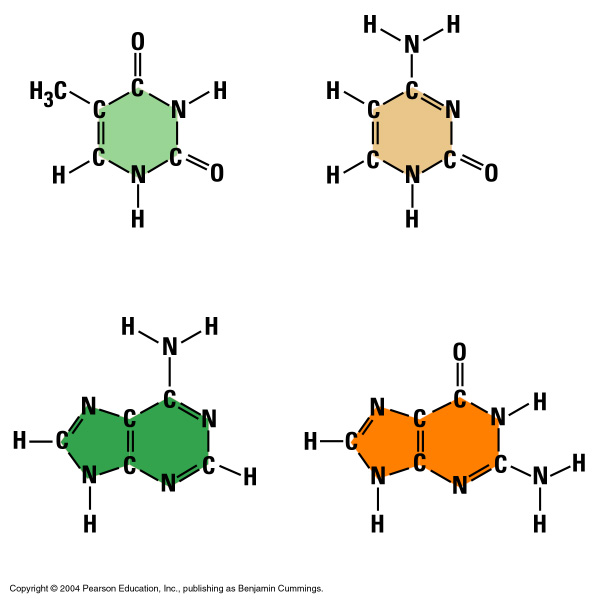 O
H₃C C H
C N
C C
H N O
H
H H
N
H C
C N
C C
H N O
H
H H
N
C
N C N
H C
C C
N N H
H
O
C H
N C N
H C
C C H
N N N
H H
Copyright © 2004 Pearson Education, Inc., publishing as Benjamin Cummings.